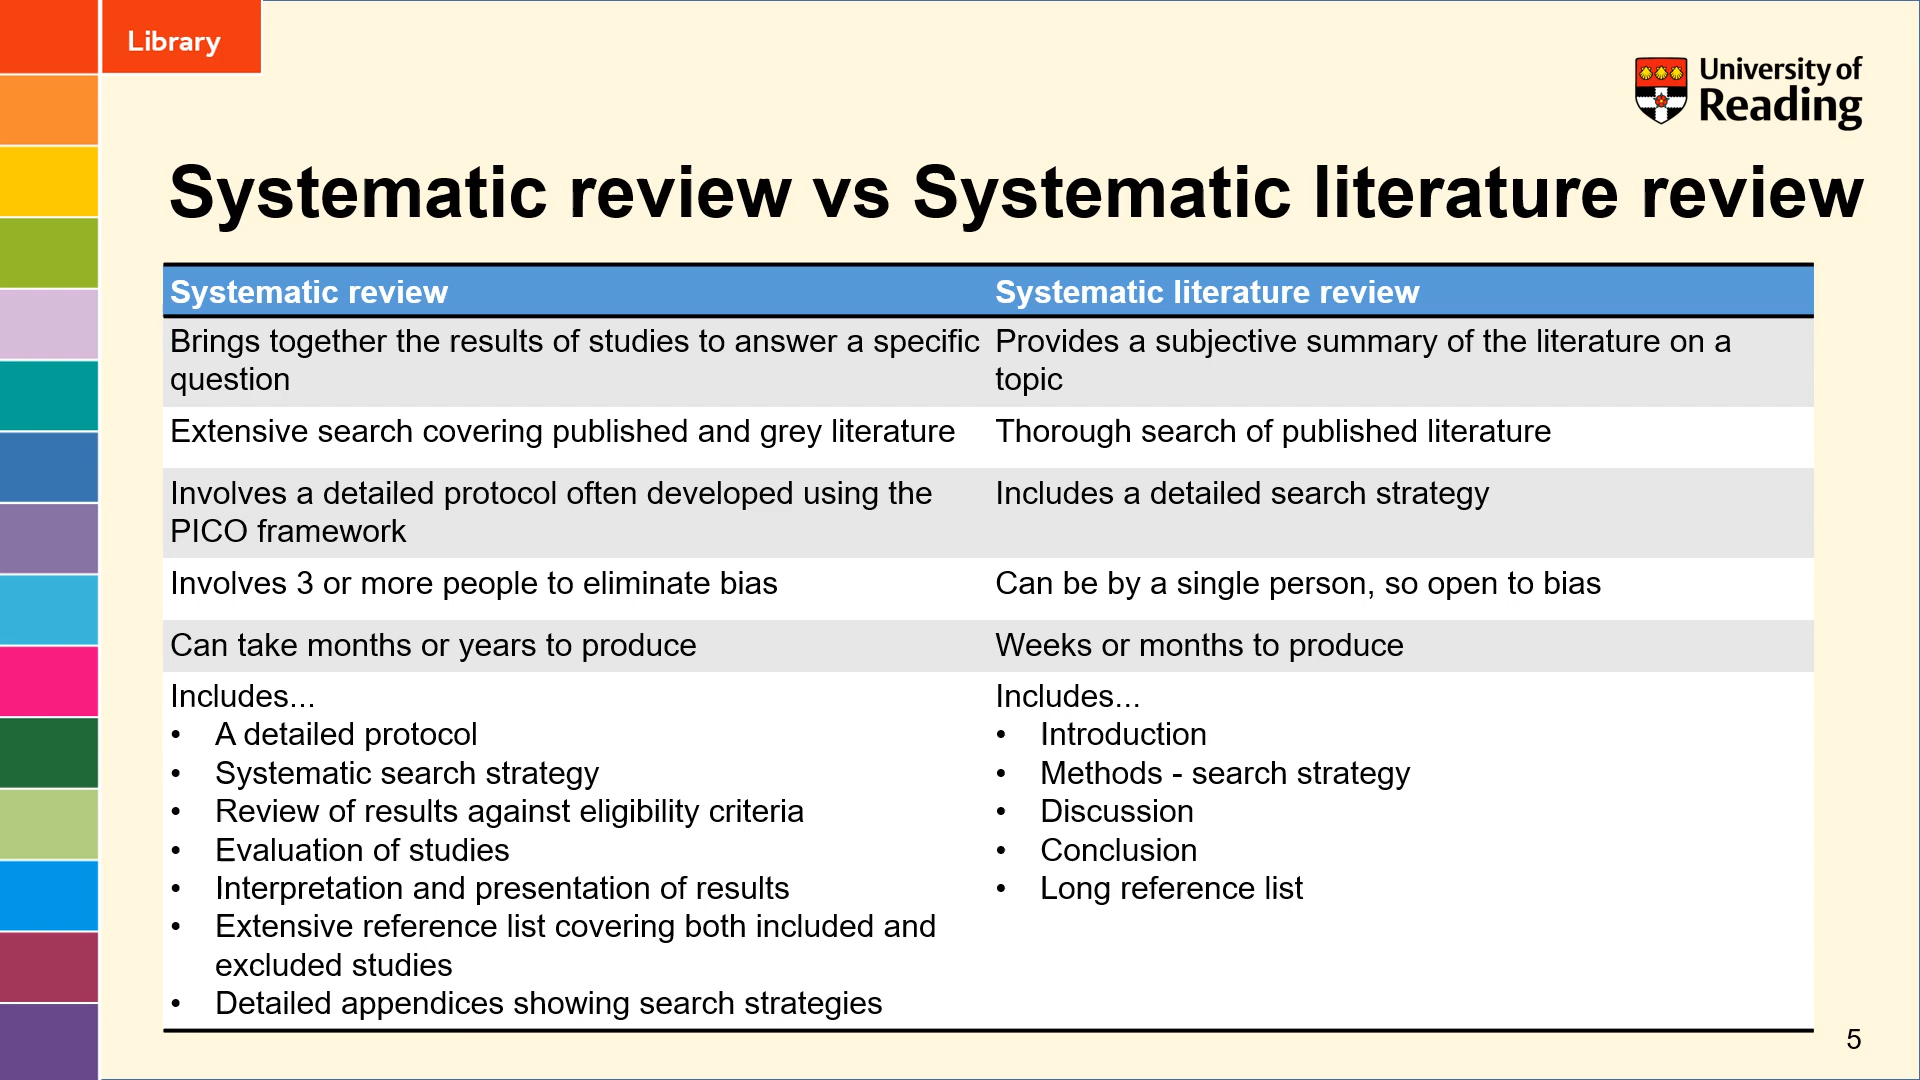 Library
University of
Reading
Systematic review vs Systematic literature review
Systematic review
Systematic literature review
Brings together the results of studies to answer a specific
question
Provides a subjective summary of the literature on a
topic
Extensive search covering published and grey literature
Thorough search of published literature
Involves a detailed protocol often developed using the
PICO framework
Includes a detailed search strategy
Involves 3 or more people to eliminate bias
Can be by a single person, so open to bias
Can take months or years to produce
Weeks or months to produce
Includes...
• A detailed protocol
• Systematic search strategy
• Review of results against eligibility criteria
• Evaluation of studies
• Interpretation and presentation of results
• Extensive reference list covering both included and
excluded studies
• Detailed appendices showing search strategies
Includes...
• Introduction
• Methods - search strategy
• Discussion
• Conclusion
• Long reference list
5